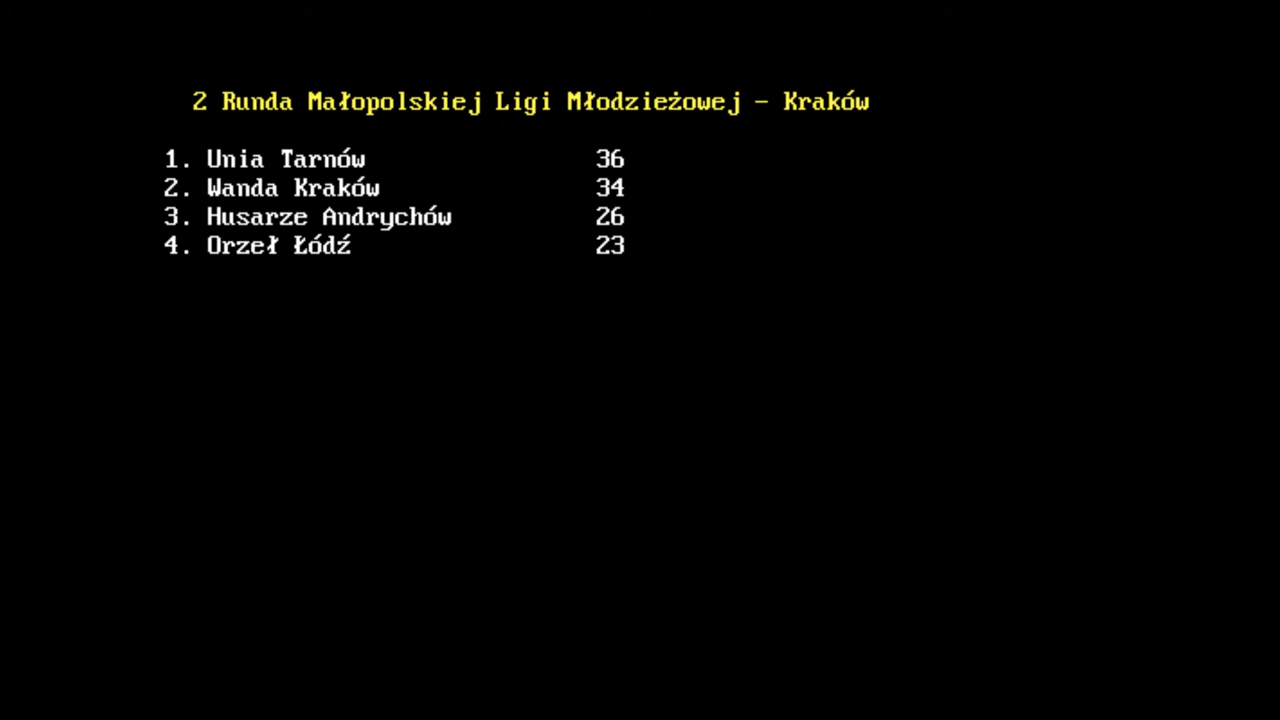 2 Runda Małopolskiej Ligi Młodzieżowej - Kraków
1. Unia Tarnów 36
2. Wanda Kraków 34
3. Husarze Andrychów 26
4. Orzeł Łódź 23